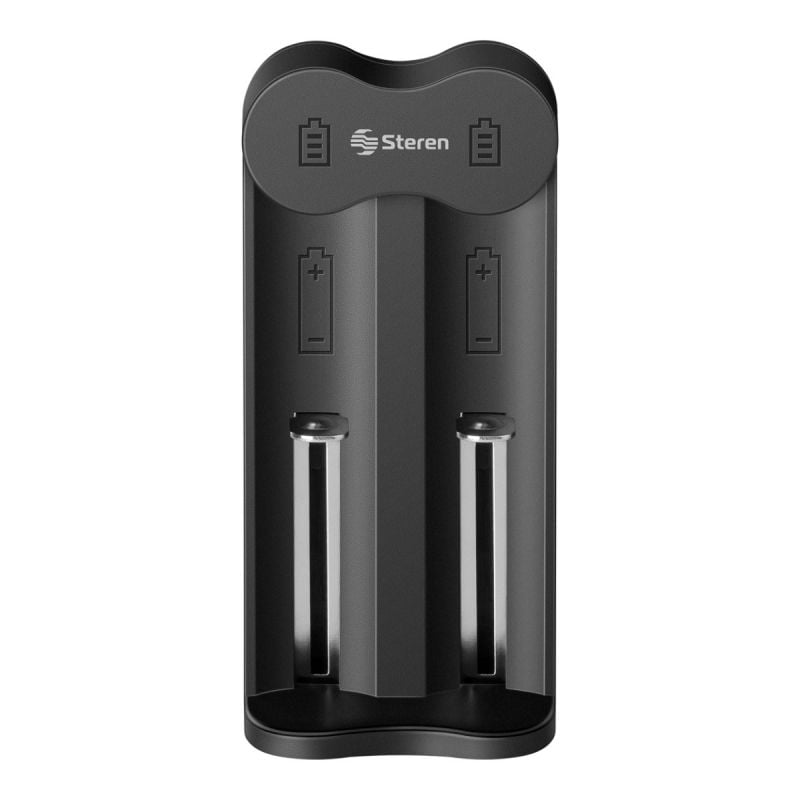 Steren
+ +
- -